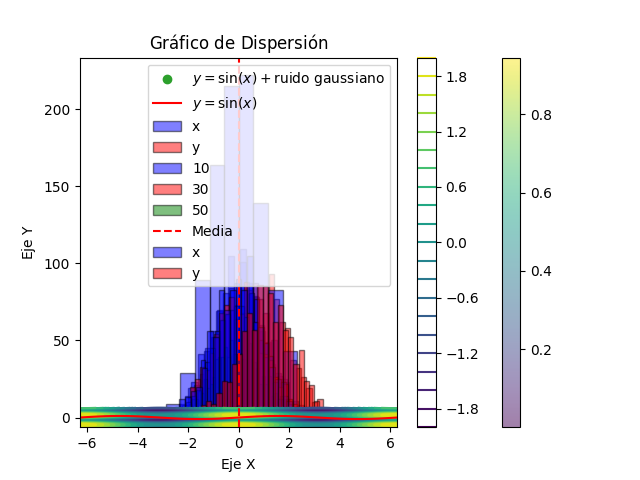 Gráfico de Dispersión
y = sin(x) + ruido gaussiano
y = sin(x)
x
y
10
30
50
Media
x
y
Eje Y
200
150
100
50
0
−6 −4 −2 0 2 4 6
Eje X
1.8
1.2
0.6
0.0
−0.6
−1.2
−1.8
0.8
0.6
0.4
0.2